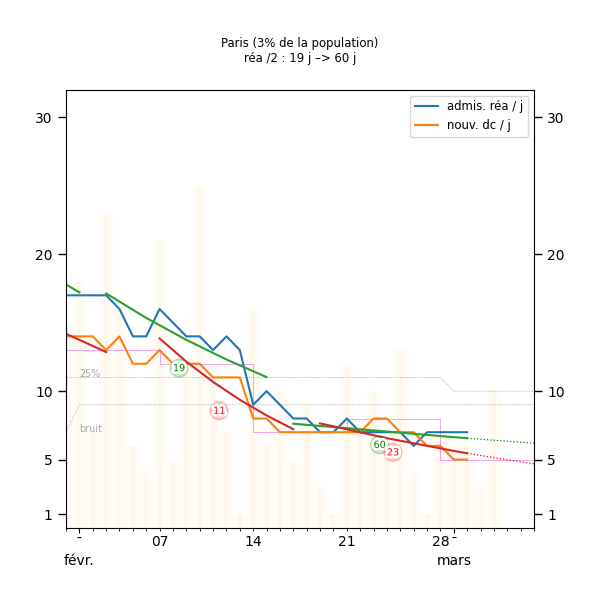 Paris (3% de la population)
réa /2 : 19 j –> 60 j
admis. réa / j
nouv. dc / j
30
30
20
20
25%
19
10
10
11
bruit
60
23
5
5
1
1
07
14
21
28
févr.
mars